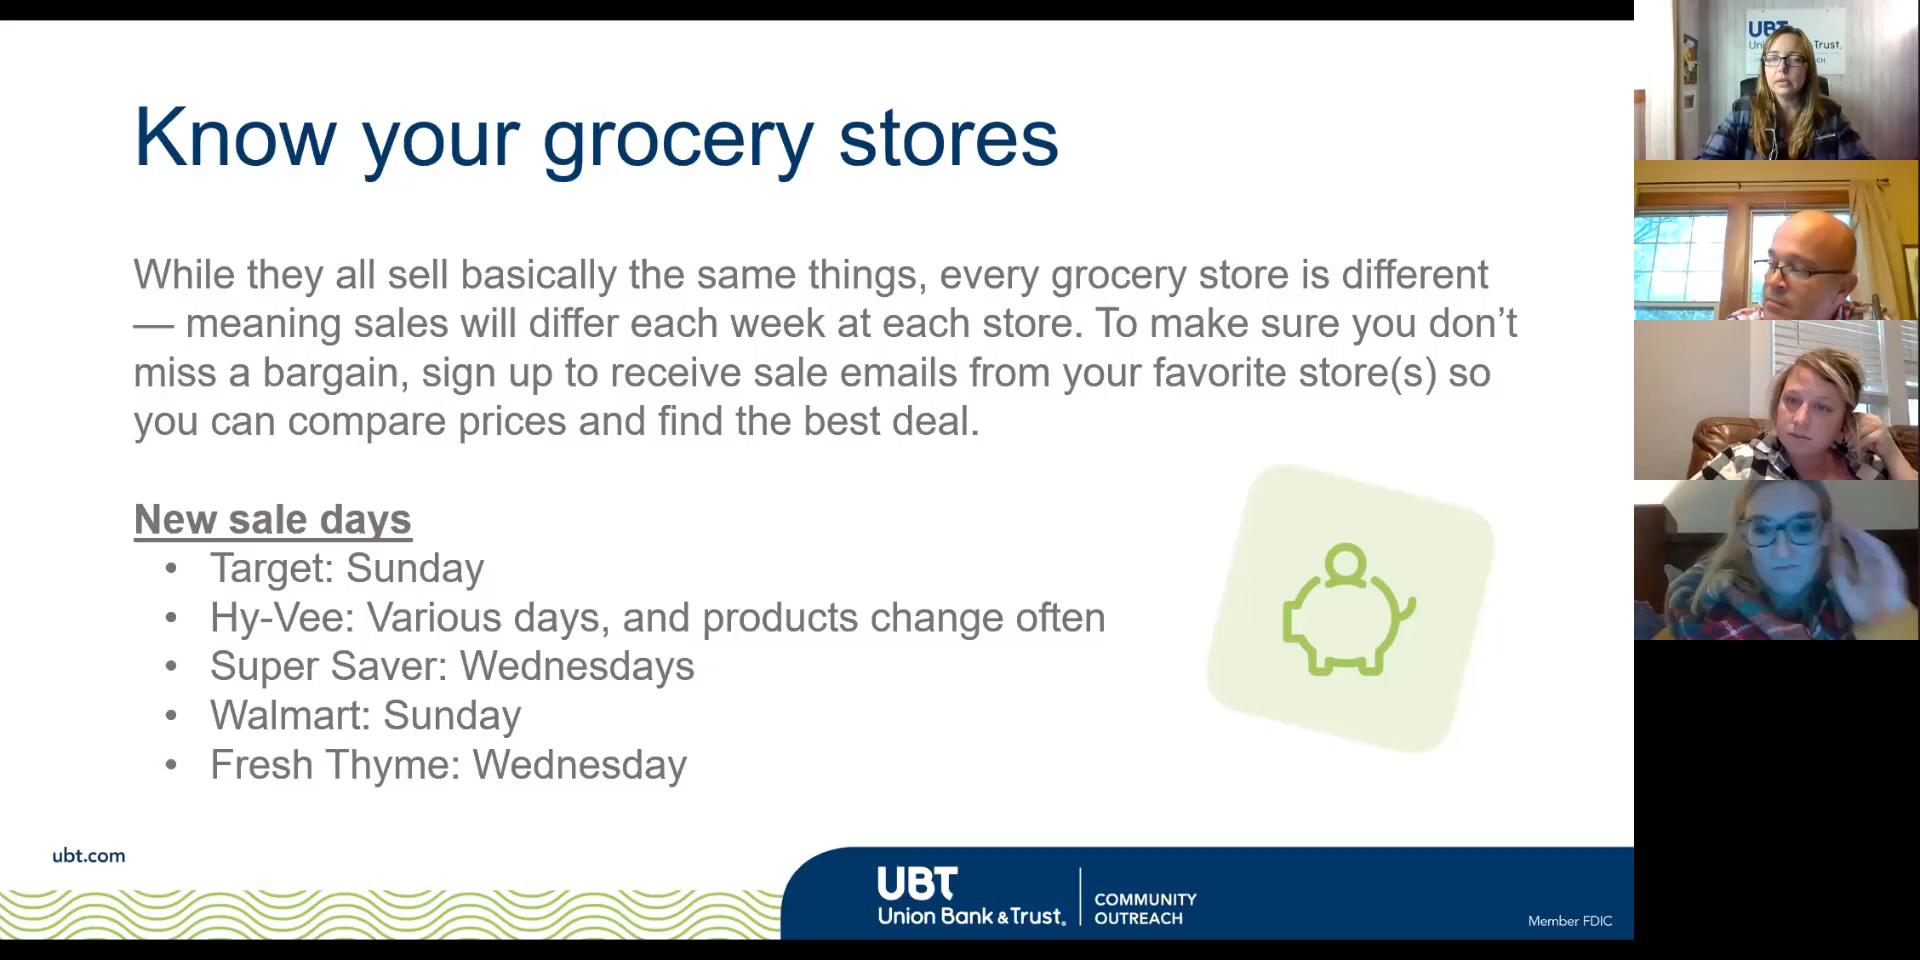 Know your grocery stores
While they all sell basically the same things, every grocery store is different
— meaning sales will differ each week at each store. To make sure you don’t
miss a bargain, sign up to receive sale emails from your favorite store(s) so
you can compare prices and find the best deal.
New sale days
• Target: Sunday
• Hy-Vee: Various days, and products change often
• Super Saver: Wednesdays
• Walmart: Sunday
• Fresh Thyme: Wednesday
ubt.com
UBT
Union Bank & Trust.
COMMUNITY
OUTREACH
Member FDIC
UBT
Trust.